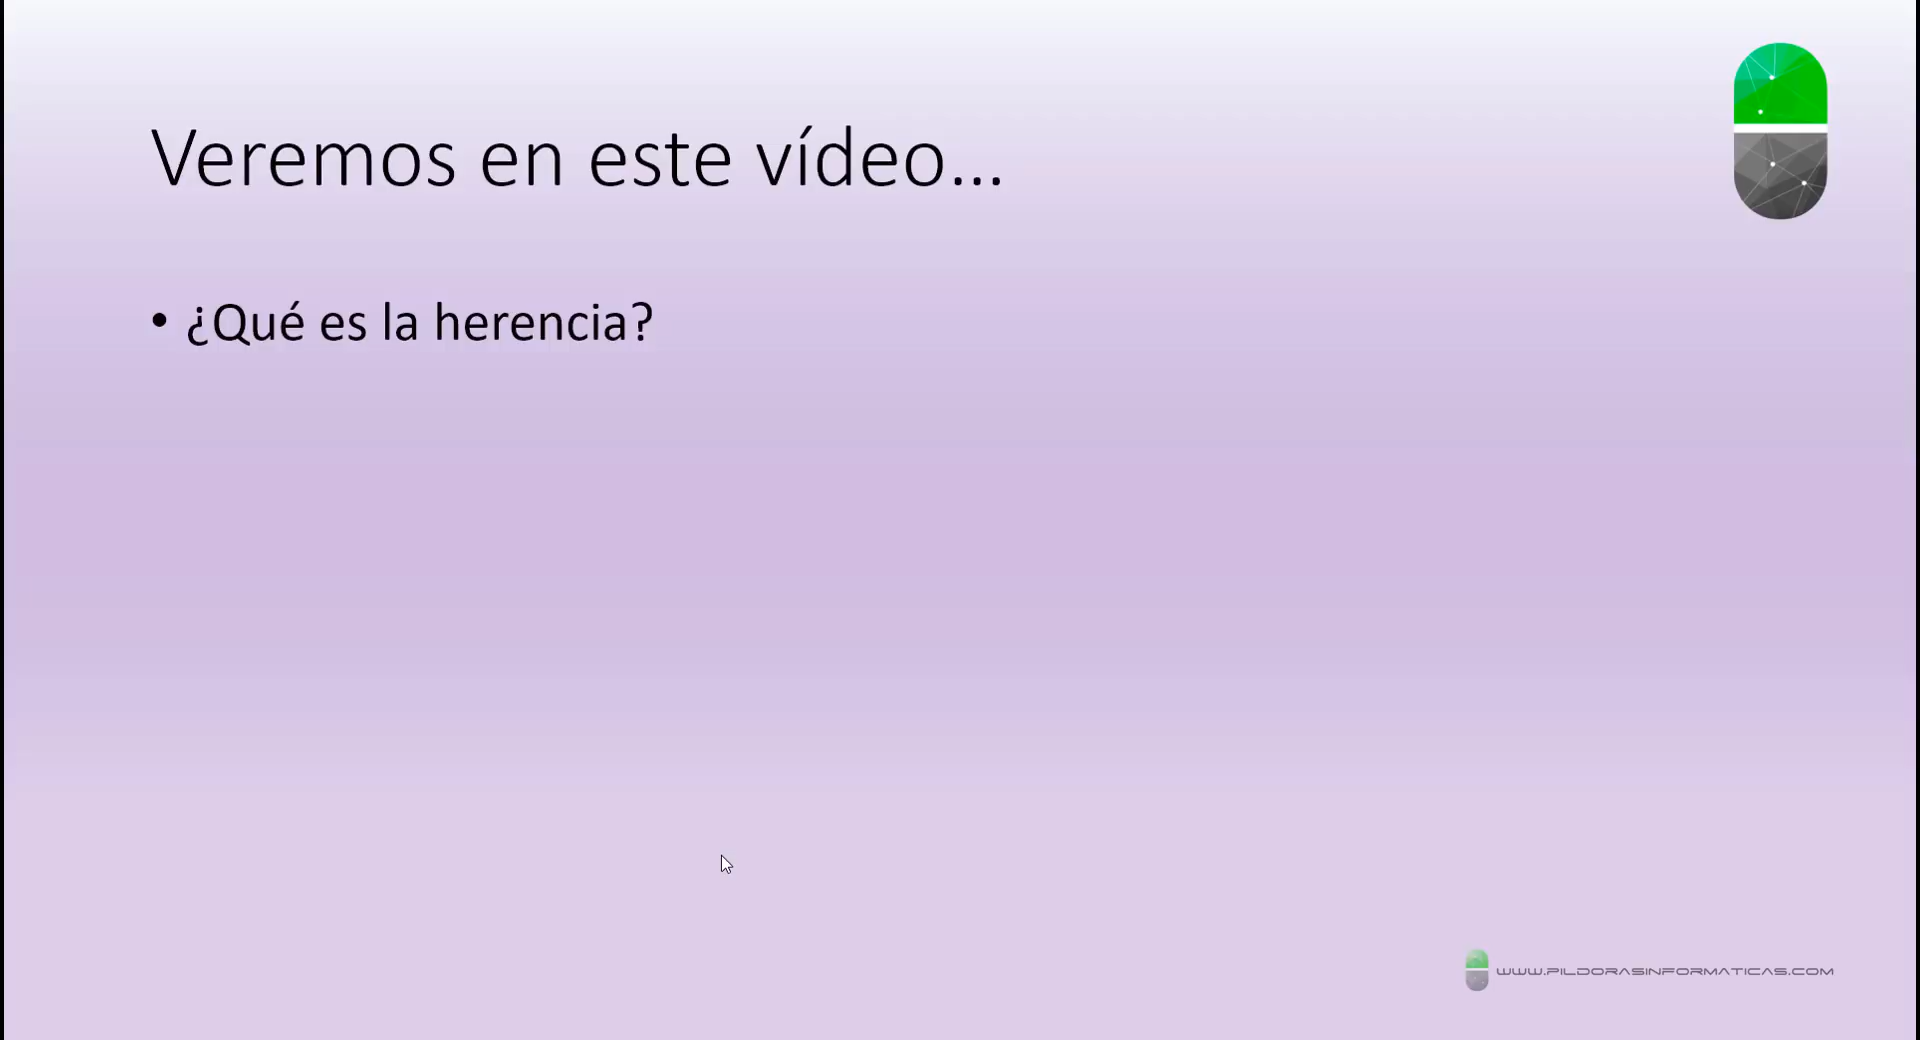 Veremos en este vídeo...
• ¿Qué es la herencia?
WWW.PILDORASINFORMATICAS.COM